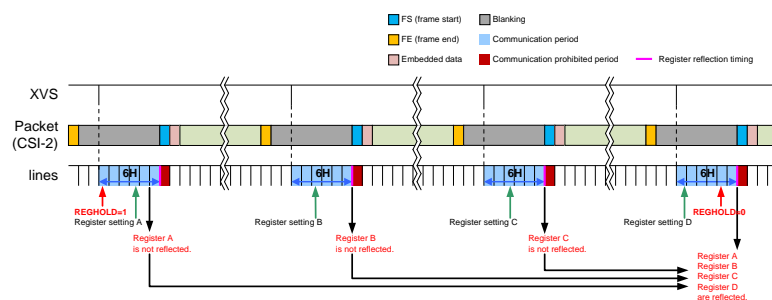 FS (frame start)
Blanking
FE (frame end)
Communication period
Embedded data
Communication prohibited period
Register reflection timing
XVS
Packet
(CSI-2)
lines
6H
6H
6H
6H
REGHOLD=1
Register setting A
Register setting B
Register setting C
Register setting D
REGHOLD=0
Register A
is not reflected.
Register B
is not reflected.
Register C
is not reflected.
Register A
Register B
Register C
Register D
are reflected.